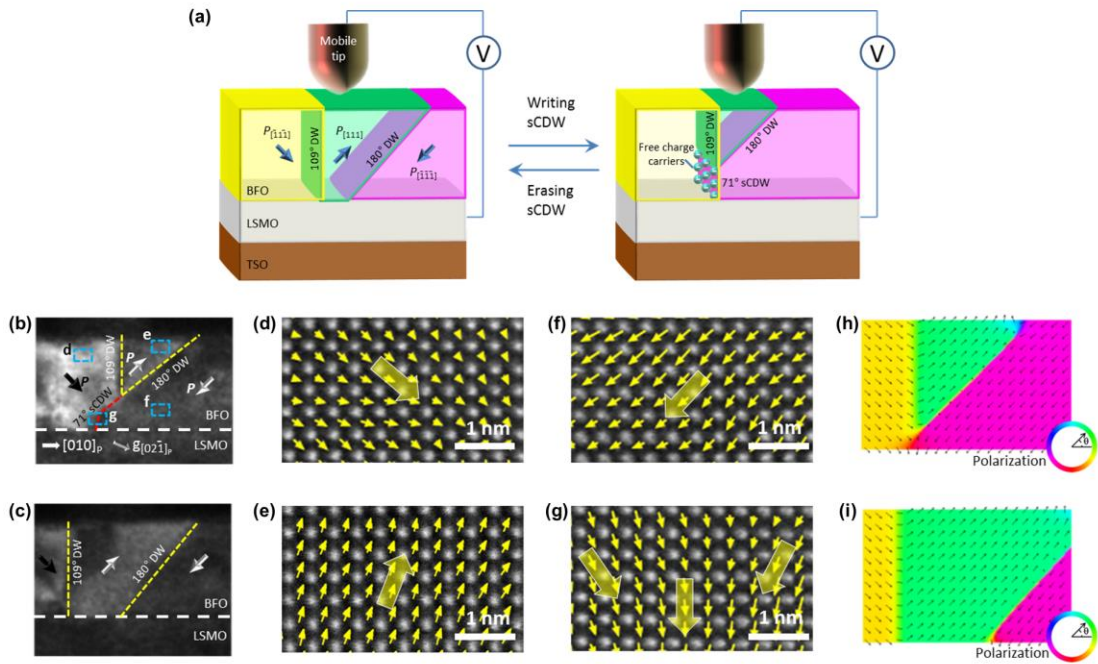 (a)
Mobile
tip
V
V
P[1̄11̄]
109° DW
P[111]
180° DW
P[1̄1̄1̄]
BFO
LSMO
TSO
Writing
sCDW
Erasing
sCDW
109° DW
180° DW
Free charge
carriers
71° sCDW
(b)
d
109° DW
e
P
180° DW
P
P
71° sCDW
g
f
BFO
[010]P
g[021̄]P
LSMO
(c)
109° DW
180° DW
BFO
LSMO
(d)
1 nm
(e)
1 nm
(f)
1 nm
(g)
1 nm
(h)
Polarization
θ
(i)
Polarization
θ